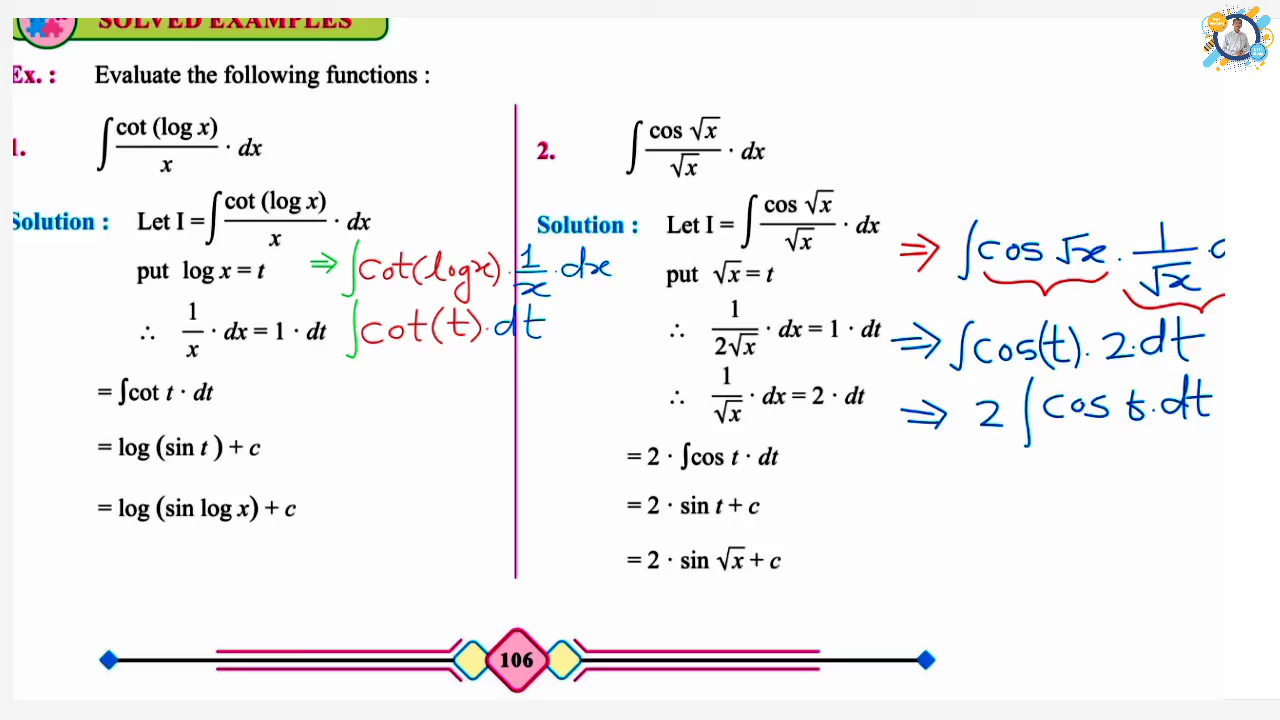 SOLVED EXAMPLES
Ex. : Evaluate the following functions :
1. ∫ cot (log x) / x · dx
Solution : Let I = ∫ cot (log x) / x · dx
put log x = t
⇒ ∫cot(logx) · 1/x · dx
∫cot(t) · dt
∴ 1/x · dx = 1 · dt
= ∫cot t · dt
= log (sin t ) + c
= log (sin log x) + c
2. ∫ cos √x / √x · dx
Solution : Let I = ∫ cos √x / √x · dx
⇒ ∫cos √x · 1/√x ·
put √x = t
∴ 1/2√x · dx = 1 · dt
⇒ ∫cos(t) · 2·dt
∴ 1/√x · dx = 2 · dt
⇒ 2 ∫cos t·dt
= 2 · ∫cos t · dt
= 2 · sin t + c
= 2 · sin √x + c
106